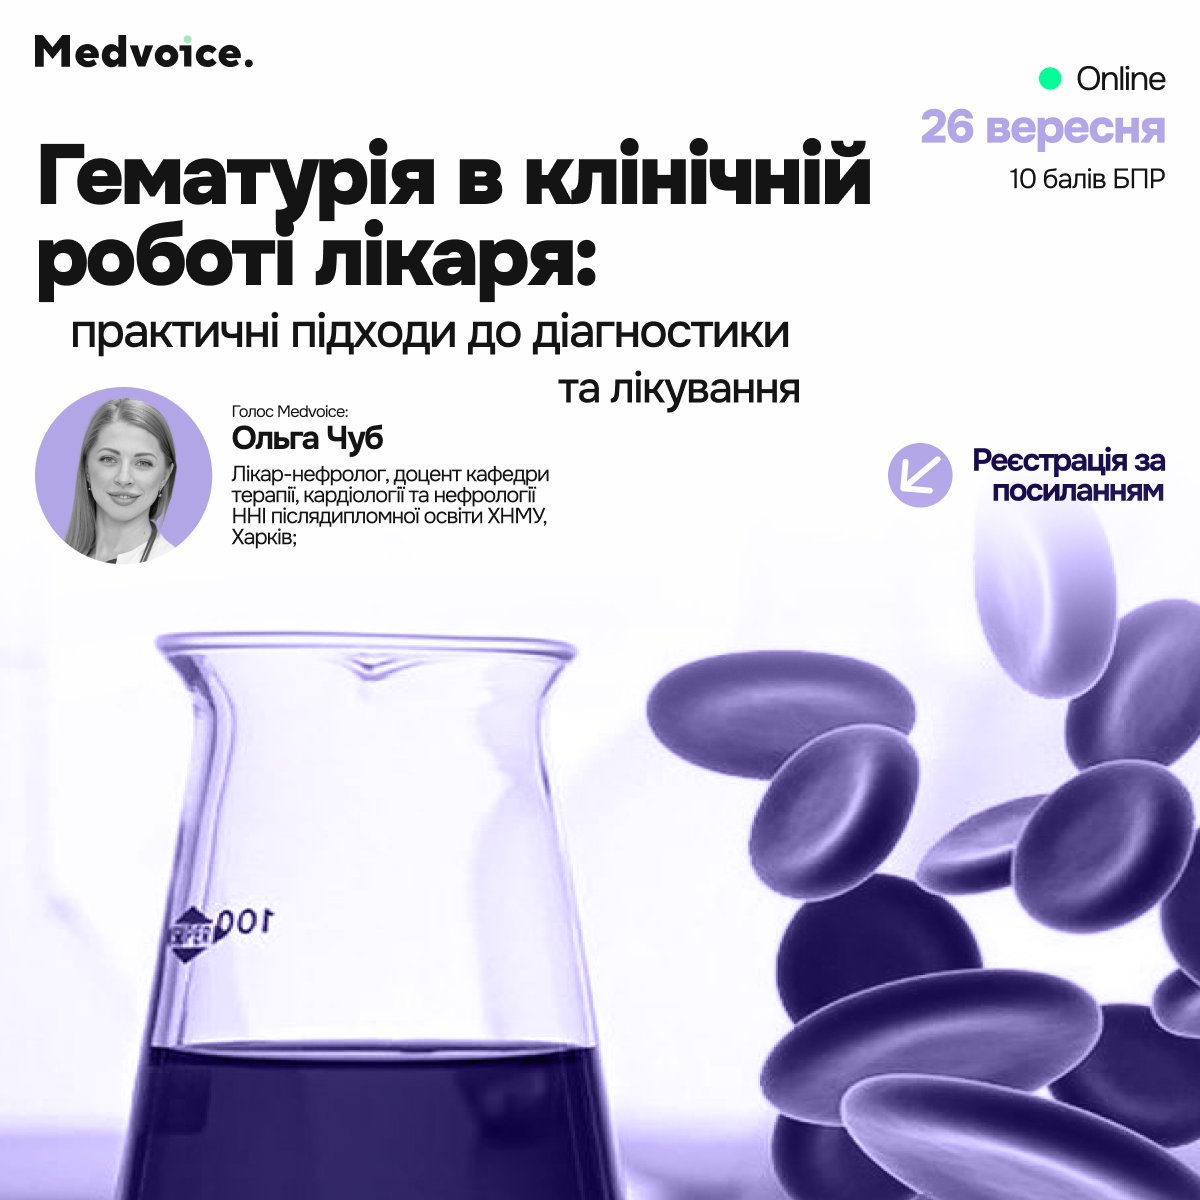 Medvoice.
Online
26 вересня
10 балів БПР
Гематурія в клінічній
роботі лікаря:
практичні підходи до діагностики
та лікування
Голос Medvoice:
Ольга Чуб
Лікар-нефролог, доцент кафедри
терапії, кардіології та нефрології
ННІ післядипломної освіти ХНМУ,
Харків;
Реєстрація за
посиланням
100